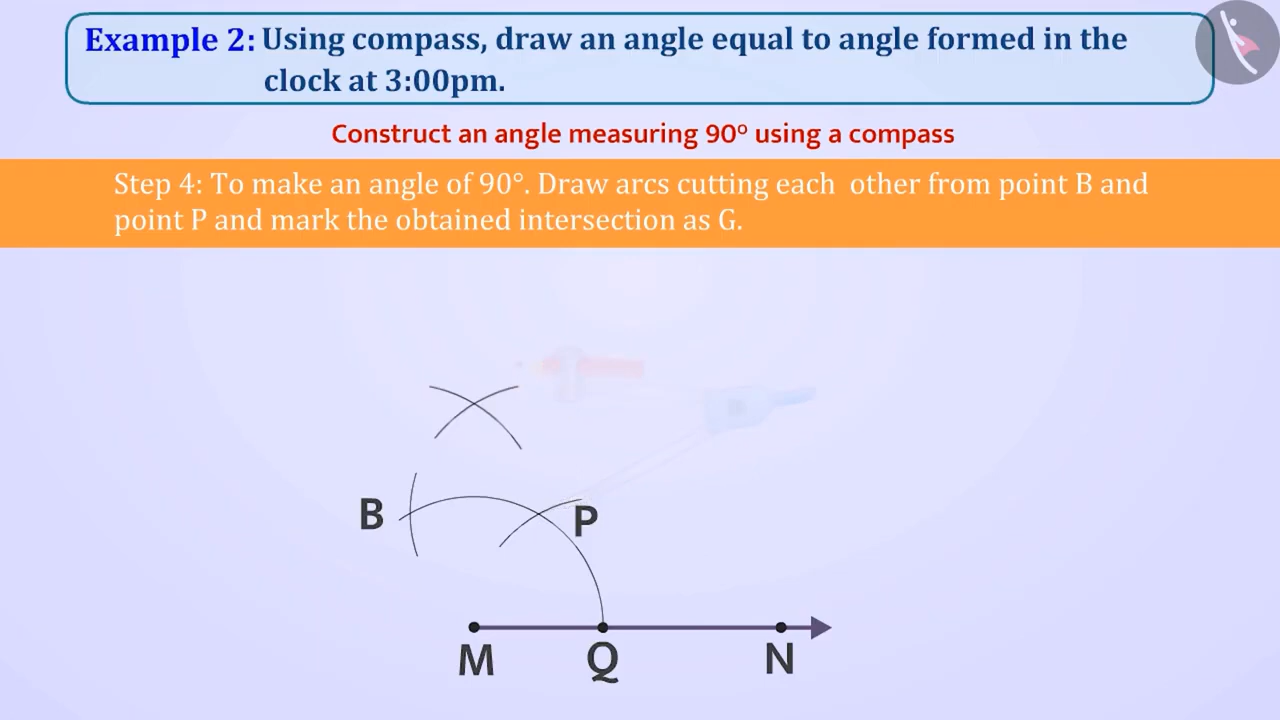 Example 2: Using compass, draw an angle equal to angle formed in the
clock at 3:00pm.
Construct an angle measuring 90° using a compass
Step 4: To make an angle of 90°. Draw arcs cutting each other from point B and
point P and mark the obtained intersection as G.
B
P
M
Q
N